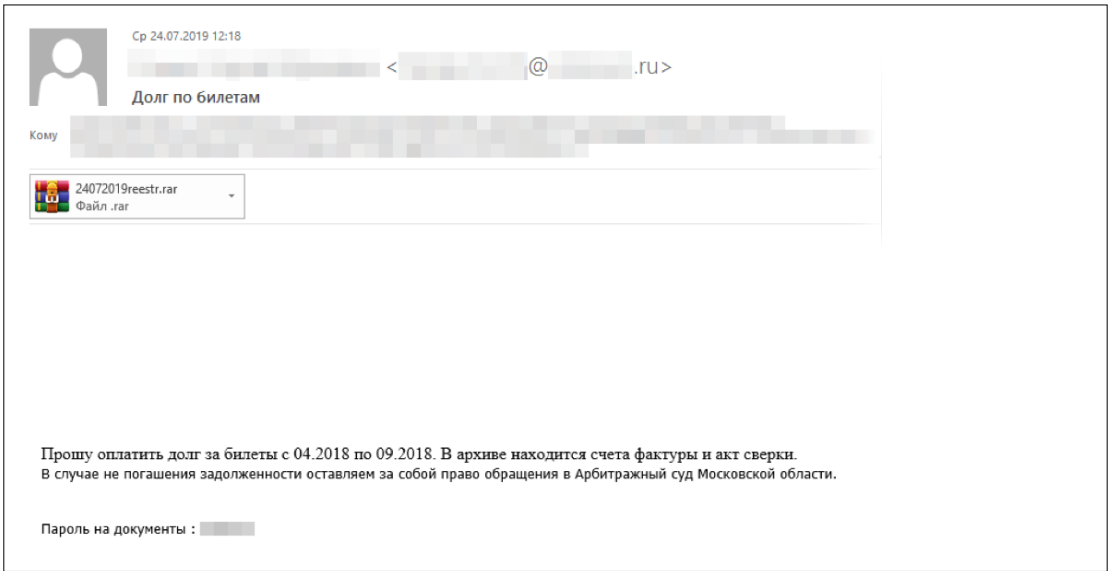 Ср 24.07.2019 12:18
< @ .ru>
Долг по билетам
Кому
24072019reestr.rar
Файл .rar
Прошу оплатить долг за билеты с 04.2018 по 09.2018. В архиве находится счета фактуры и акт сверки.
В случае не погашения задолженности оставляем за собой право обращения в Арбитражный суд Московской области.
Пароль на документы :